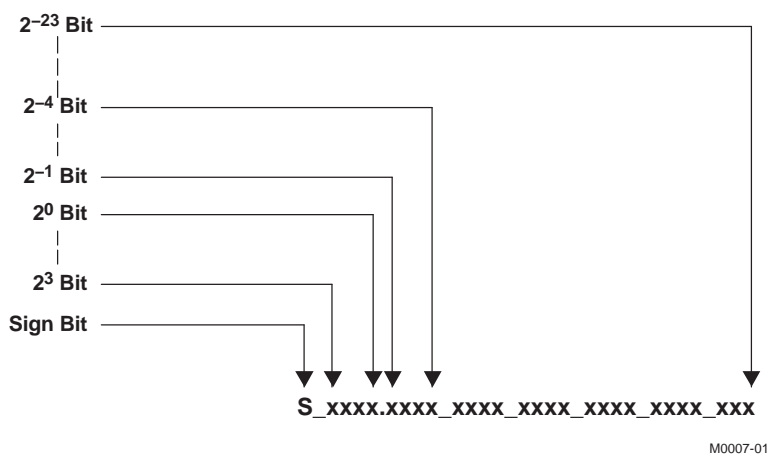 2⁻²³ Bit
2⁻⁴ Bit
2⁻¹ Bit
2⁰ Bit
2³ Bit
Sign Bit
S_xxxx.xxxx_xxxx_xxxx_xxxx_xxxx_xxx
M0007-01